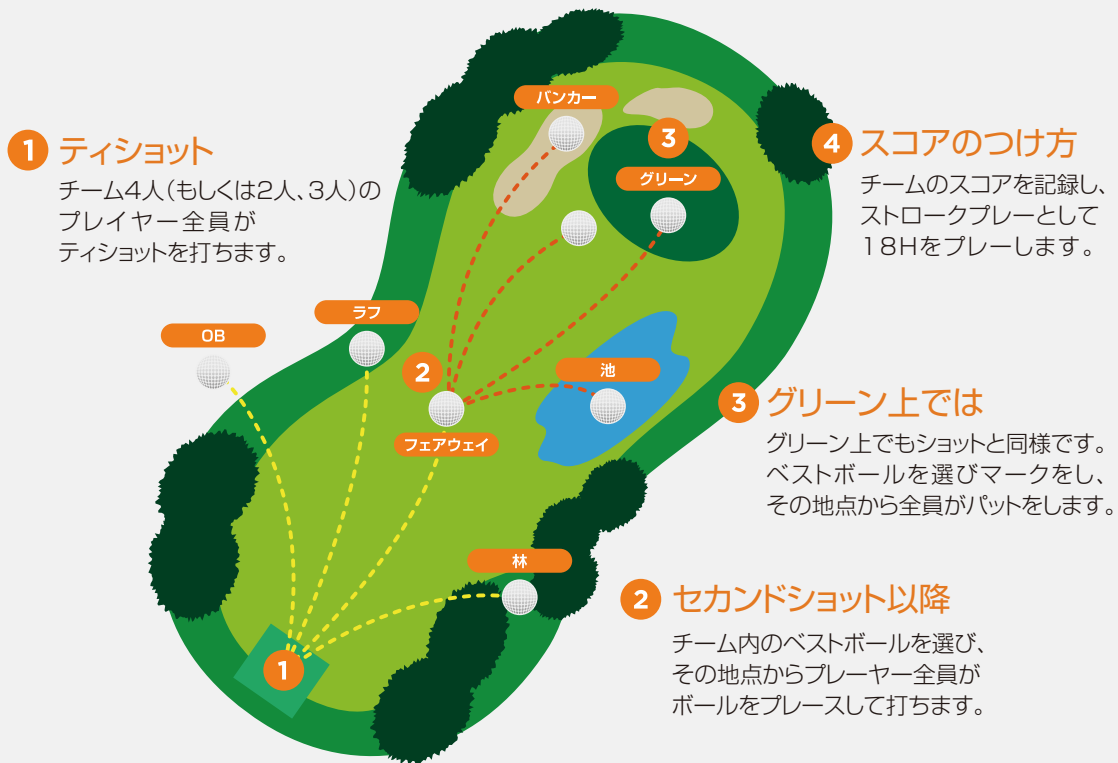 1 ティショット
チーム4人(もしくは2人、3人)の
プレイヤー全員が
ティショットを打ちます。
バンカー
3
グリーン
4 スコアのつけ方
チームのスコアを記録し、
ストロークプレーとして
18Hをプレーします。
OB
ラフ
2
フェアウェイ
池
3 グリーン上では
グリーン上でもショットと同様です。
ベストボールを選びマークをし、
その地点から全員がパットをします。
林
1
2 セカンドショット以降
チーム内のベストボールを選び、
その地点からプレーヤー全員が
ボールをプレースして打ちます。